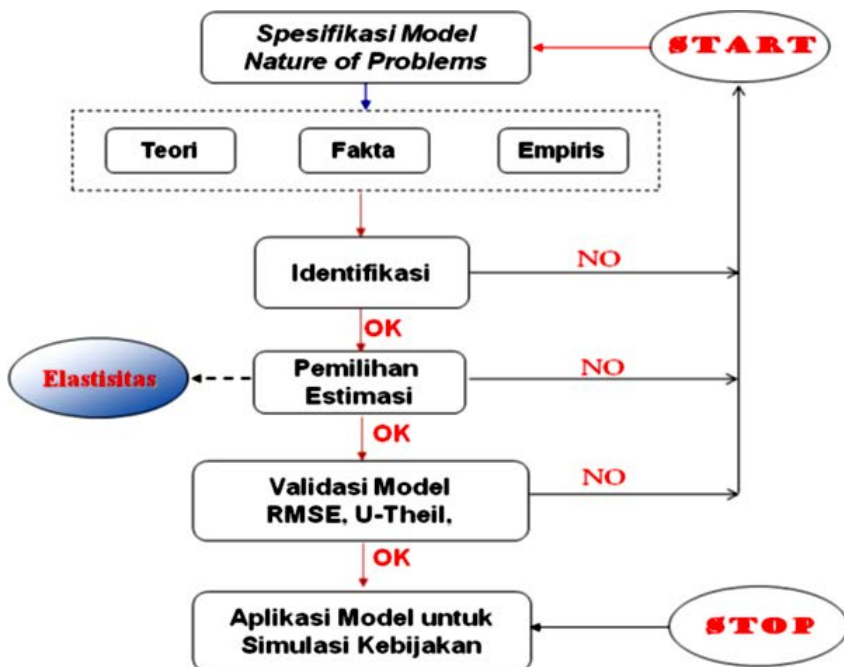 Spesifikasi Model
Nature of Problems
START
Teori
Fakta
Empiris
Identifikasi
NO
OK
Elastisitas
Pemilihan
Estimasi
NO
OK
Validasi Model
RMSE, U-Theil,
NO
OK
Aplikasi Model untuk
Simulasi Kebijakan
STOP